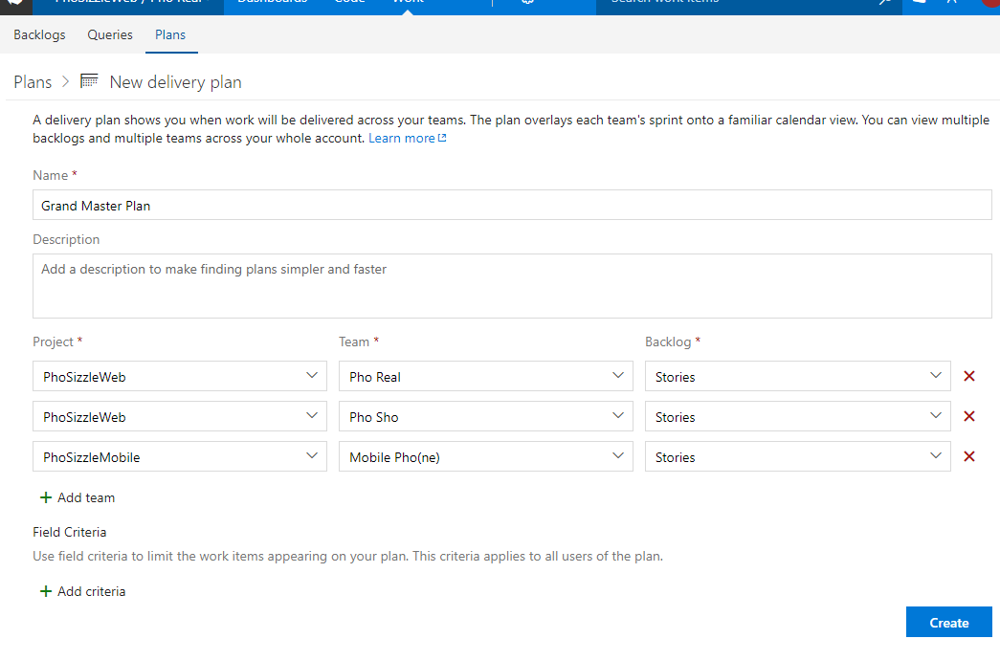 PhoSizzleWeb / Pho Real Dashboards Code Work Search work items
Backlogs Queries Plans
Plans New delivery plan
A delivery plan shows you when work will be delivered across your teams. The plan overlays each team's sprint onto a familiar calendar view. You can view multiple
backlogs and multiple teams across your whole account. Learn more
Name *
Grand Master Plan
Description
Add a description to make finding plans simpler and faster
Project * Team * Backlog *
PhoSizzleWeb Pho Real Stories
PhoSizzleWeb Pho Sho Stories
PhoSizzleMobile Mobile Pho(ne) Stories
+ Add team
Field Criteria
Use field criteria to limit the work items appearing on your plan. This criteria applies to all users of the plan.
+ Add criteria
Create